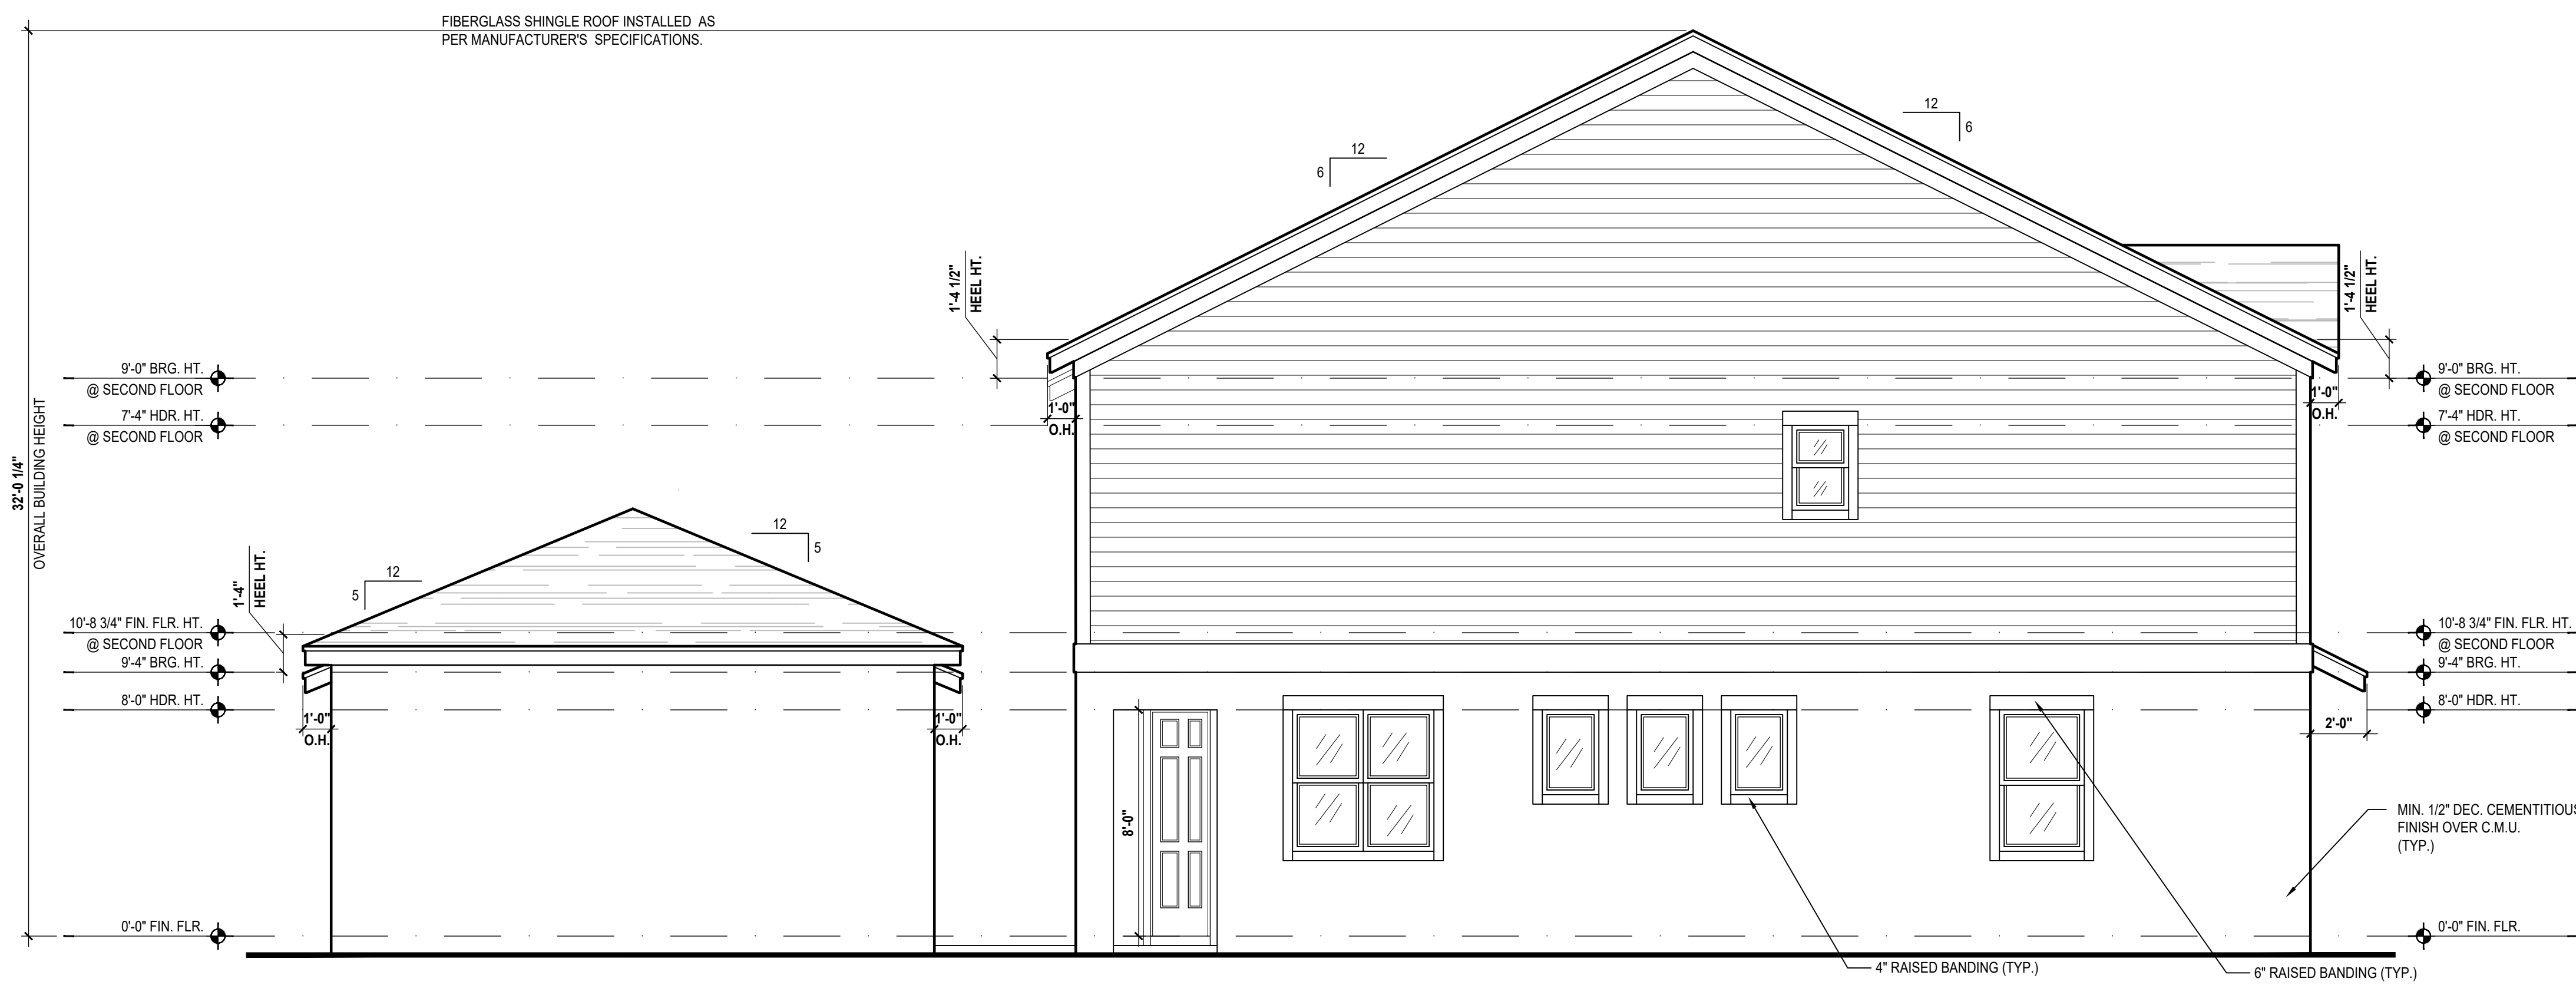 FIBERGLASS SHINGLE ROOF INSTALLED AS
PER MANUFACTURER'S SPECIFICATIONS.
12
6
12
6
1'-4 1/2"
HEEL HT.
1'-4 1/2"
HEEL HT.
9'-0" BRG. HT.
@ SECOND FLOOR
7'-4" HDR. HT.
@ SECOND FLOOR
1'-0"
O.H.
1'-0"
O.H.
9'-0" BRG. HT.
@ SECOND FLOOR
7'-4" HDR. HT.
@ SECOND FLOOR
32'-0 1/4"
OVERALL BUILDING HEIGHT
12
5
12
5
1'-4"
HEEL HT.
10'-8 3/4" FIN. FLR. HT.
@ SECOND FLOOR
9'-4" BRG. HT.
8'-0" HDR. HT.
1'-0"
O.H.
1'-0"
O.H.
10'-8 3/4" FIN. FLR. HT.
@ SECOND FLOOR
9'-4" BRG. HT.
8'-0" HDR. HT.
2'-0"
8'-0"
MIN. 1/2" DEC. CEMENTITIOUS
FINISH OVER C.M.U.
(TYP.)
0'-0" FIN. FLR.
0'-0" FIN. FLR.
4" RAISED BANDING (TYP.)
6" RAISED BANDING (TYP.)